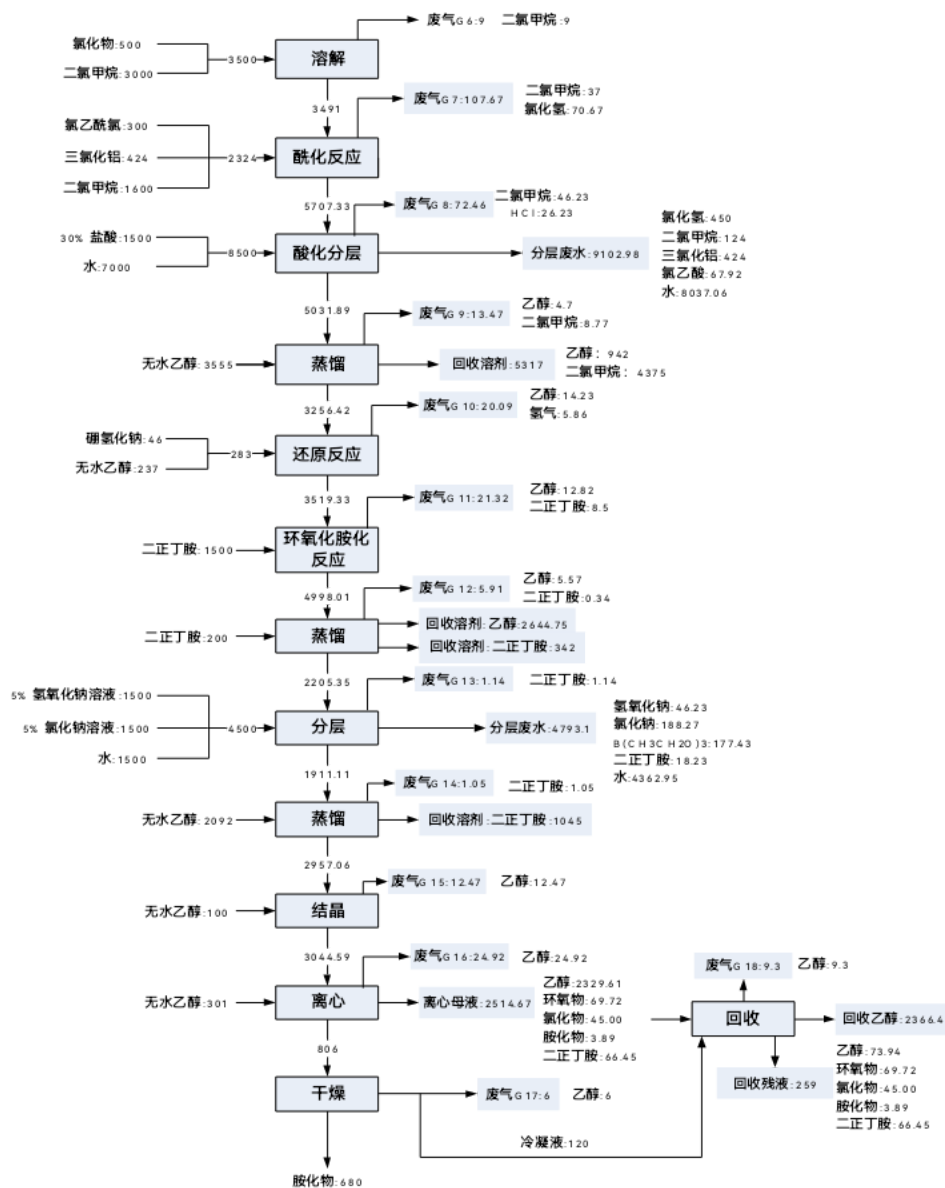 废气G6:9 二氯甲烷:9
氯化物:500
二氯甲烷:3000
3500
溶解
3491
废气G7:107.67
二氯甲烷:37
氯化氢:70.67
氯乙酰氯:300
三氯化铝:424
二氯甲烷:1600
2324
酰化反应
5707.33
废气G8:72.46
二氯甲烷:46.23
HCl:26.23
30% 盐酸:1500
水:7000
8500
酸化分层
分层废水:9102.98
氯化氢:450
二氯甲烷:124
三氯化铝:424
氯乙酸:67.92
水:8037.06
5031.89
废气G9:13.47
乙醇:4.7
二氯甲烷:8.77
无水乙醇:3555
蒸馏
回收溶剂:5317
乙醇：942
二氯甲烷：4375
3256.42
废气G10:20.09
乙醇:14.23
氢气:5.86
硼氢化钠:46
无水乙醇:237
283
还原反应
3519.33
废气G11:21.32
乙醇:12.82
二正丁胺:8.5
二正丁胺:1500
环氧化胺化
反应
4998.01
废气G12:5.91
乙醇:5.57
二正丁胺:0.34
二正丁胺:200
蒸馏
回收溶剂:乙醇:2644.75
回收溶剂:二正丁胺:342
2205.35
废气G13:1.14 二正丁胺:1.14
5% 氢氧化钠溶液:1500
5% 氯化钠溶液:1500
水:1500
4500
分层
分层废水:4793.1
氢氧化钠:46.23
氯化钠:188.27
B(CH3CH2O)3:177.43
二正丁胺:18.23
水:4362.95
1911.11
废气G14:1.05 二正丁胺:1.05
无水乙醇:2092
蒸馏
回收溶剂:二正丁胺:1045
2957.06
废气G15:12.47 乙醇:12.47
无水乙醇:100
结晶
3044.59
废气G16:24.92 乙醇:24.92
无水乙醇:301
离心
离心母液:2514.67
乙醇:2329.61
环氧物:69.72
氯化物:45.00
胺化物:3.89
二正丁胺:66.45
废气G18:9.3 乙醇:9.3
回收
回收乙醇:2366.4
回收残液:259
乙醇:73.94
环氧物:69.72
氯化物:45.00
胺化物:3.89
二正丁胺:66.45
806
干燥
废气G17:6 乙醇:6
冷凝液:120
胺化物:680